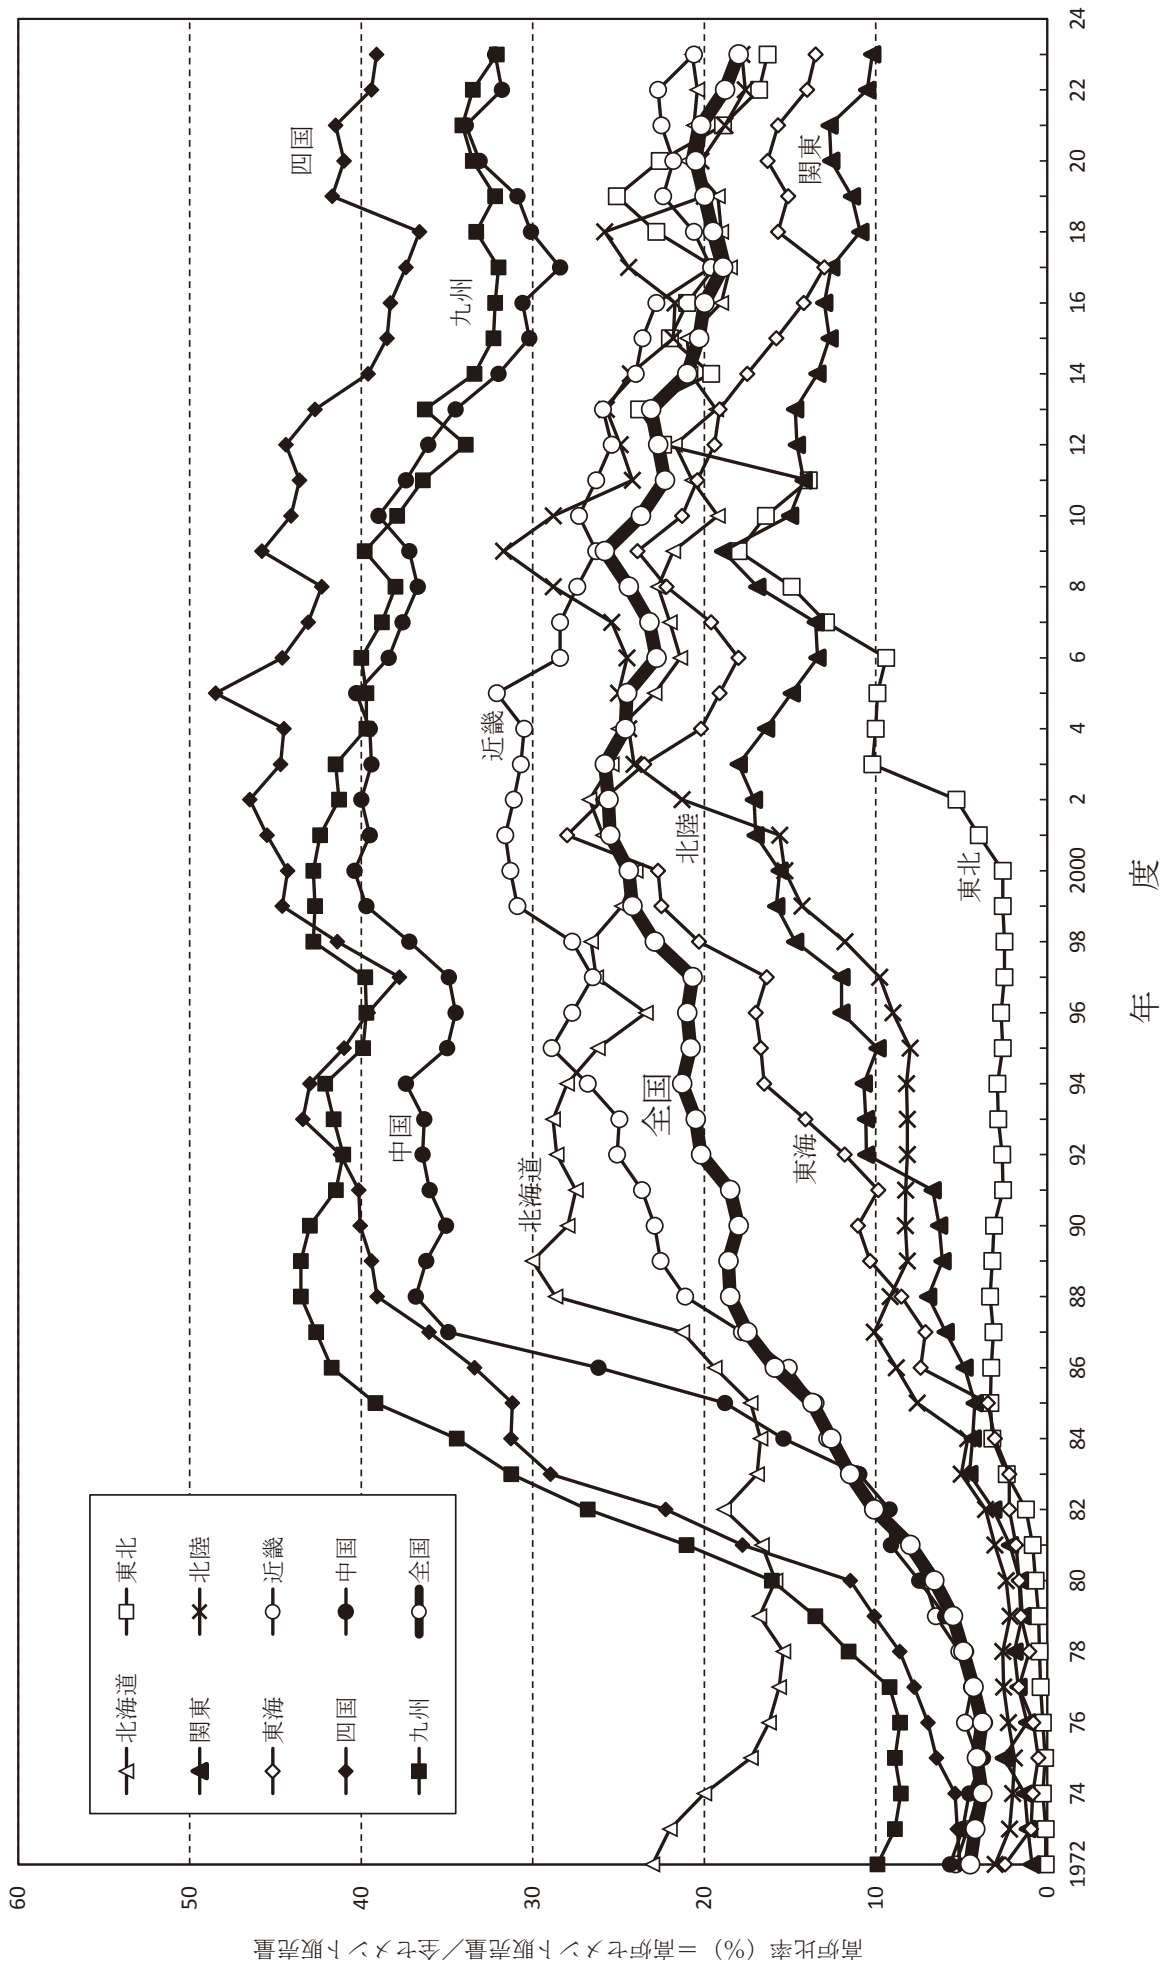 高炉比率（%）＝高炉セメント販売量／全セメント販売量
60
50
40
30
20
10
0
北海道
東北
関東
北陸
東海
近畿
四国
中国
九州
全国
四国
九州
中国
近畿
北海道
全国
北陸
東海
関東
東北
1972
74
76
78
80
82
84
86
88
90
92
94
96
98
2000
2
4
6
8
10
12
14
16
18
20
22
24
年　度